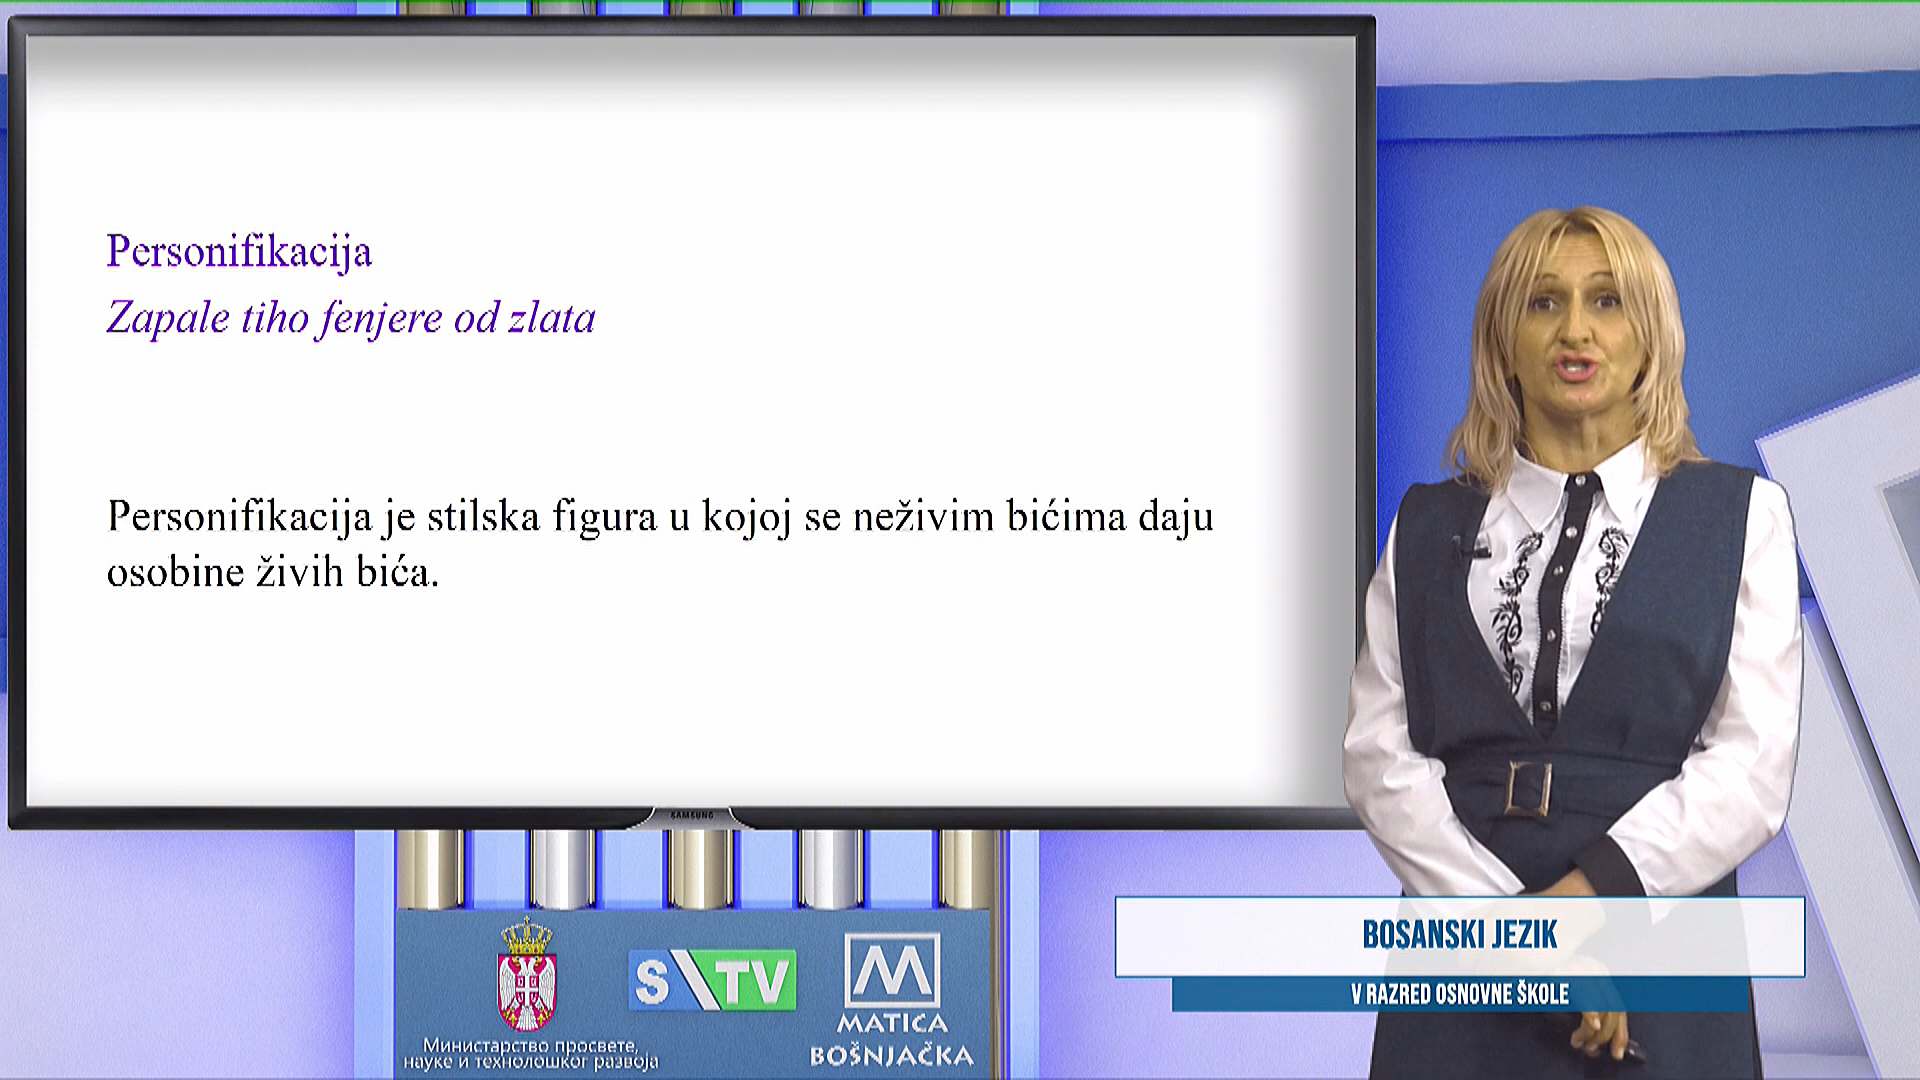 Personifikacija
Zapale tiho fenjere od zlata
Personifikacija je stilska figura u kojoj se neživim bićima daju
osobine živih bića.
SAMSUNG
BOSANSKI JEZIK
V RAZRED OSNOVNE ŠKOLE
Министарство просвете,
науке и технолошког развоја
S TV
MATICA
BOŠNJAČKA